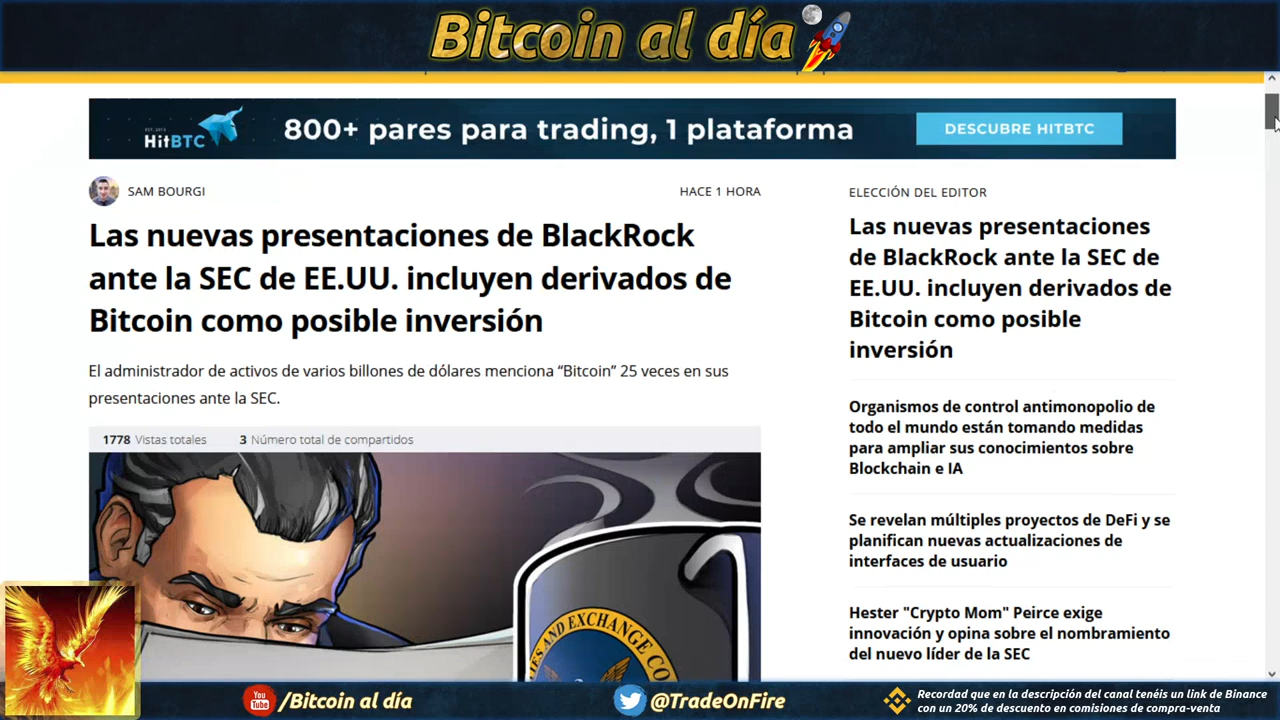 Bitcoin al día
EST. 2013
HitBTC
800+ pares para trading, 1 plataforma
DESCUBRE HITBTC
SAM BOURGI
HACE 1 HORA
Las nuevas presentaciones de BlackRock
ante la SEC de EE.UU. incluyen derivados de
Bitcoin como posible inversión
El administrador de activos de varios billones de dólares menciona “Bitcoin” 25 veces en sus
presentaciones ante la SEC.
1778 Vistas totales
3 Número total de compartidos
ELECCIÓN DEL EDITOR
Las nuevas presentaciones
de BlackRock ante la SEC de
EE.UU. incluyen derivados de
Bitcoin como posible
inversión
Organismos de control antimonopolio de
todo el mundo están tomando medidas
para ampliar sus conocimientos sobre
Blockchain e IA
Se revelan múltiples proyectos de DeFi y se
planifican nuevas actualizaciones de
interfaces de usuario
Hester "Crypto Mom" Peirce exige
innovación y opina sobre el nombramiento
del nuevo líder de la SEC
IES AND EXCHANGE CO
You
Tube
/Bitcoin al día
@TradeOnFire
Recordad que en la descripción del canal tenéis un link de Binance
con un 20% de descuento en comisiones de compra-venta